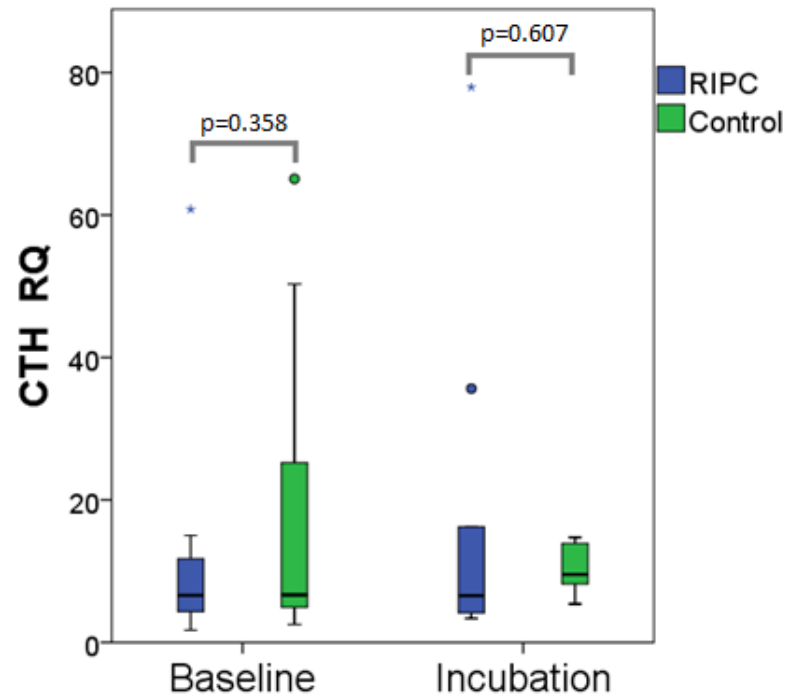 p=0.607
80
RIPC
Control
p=0.358
60
CTH RQ
40
20
0
Baseline
Incubation